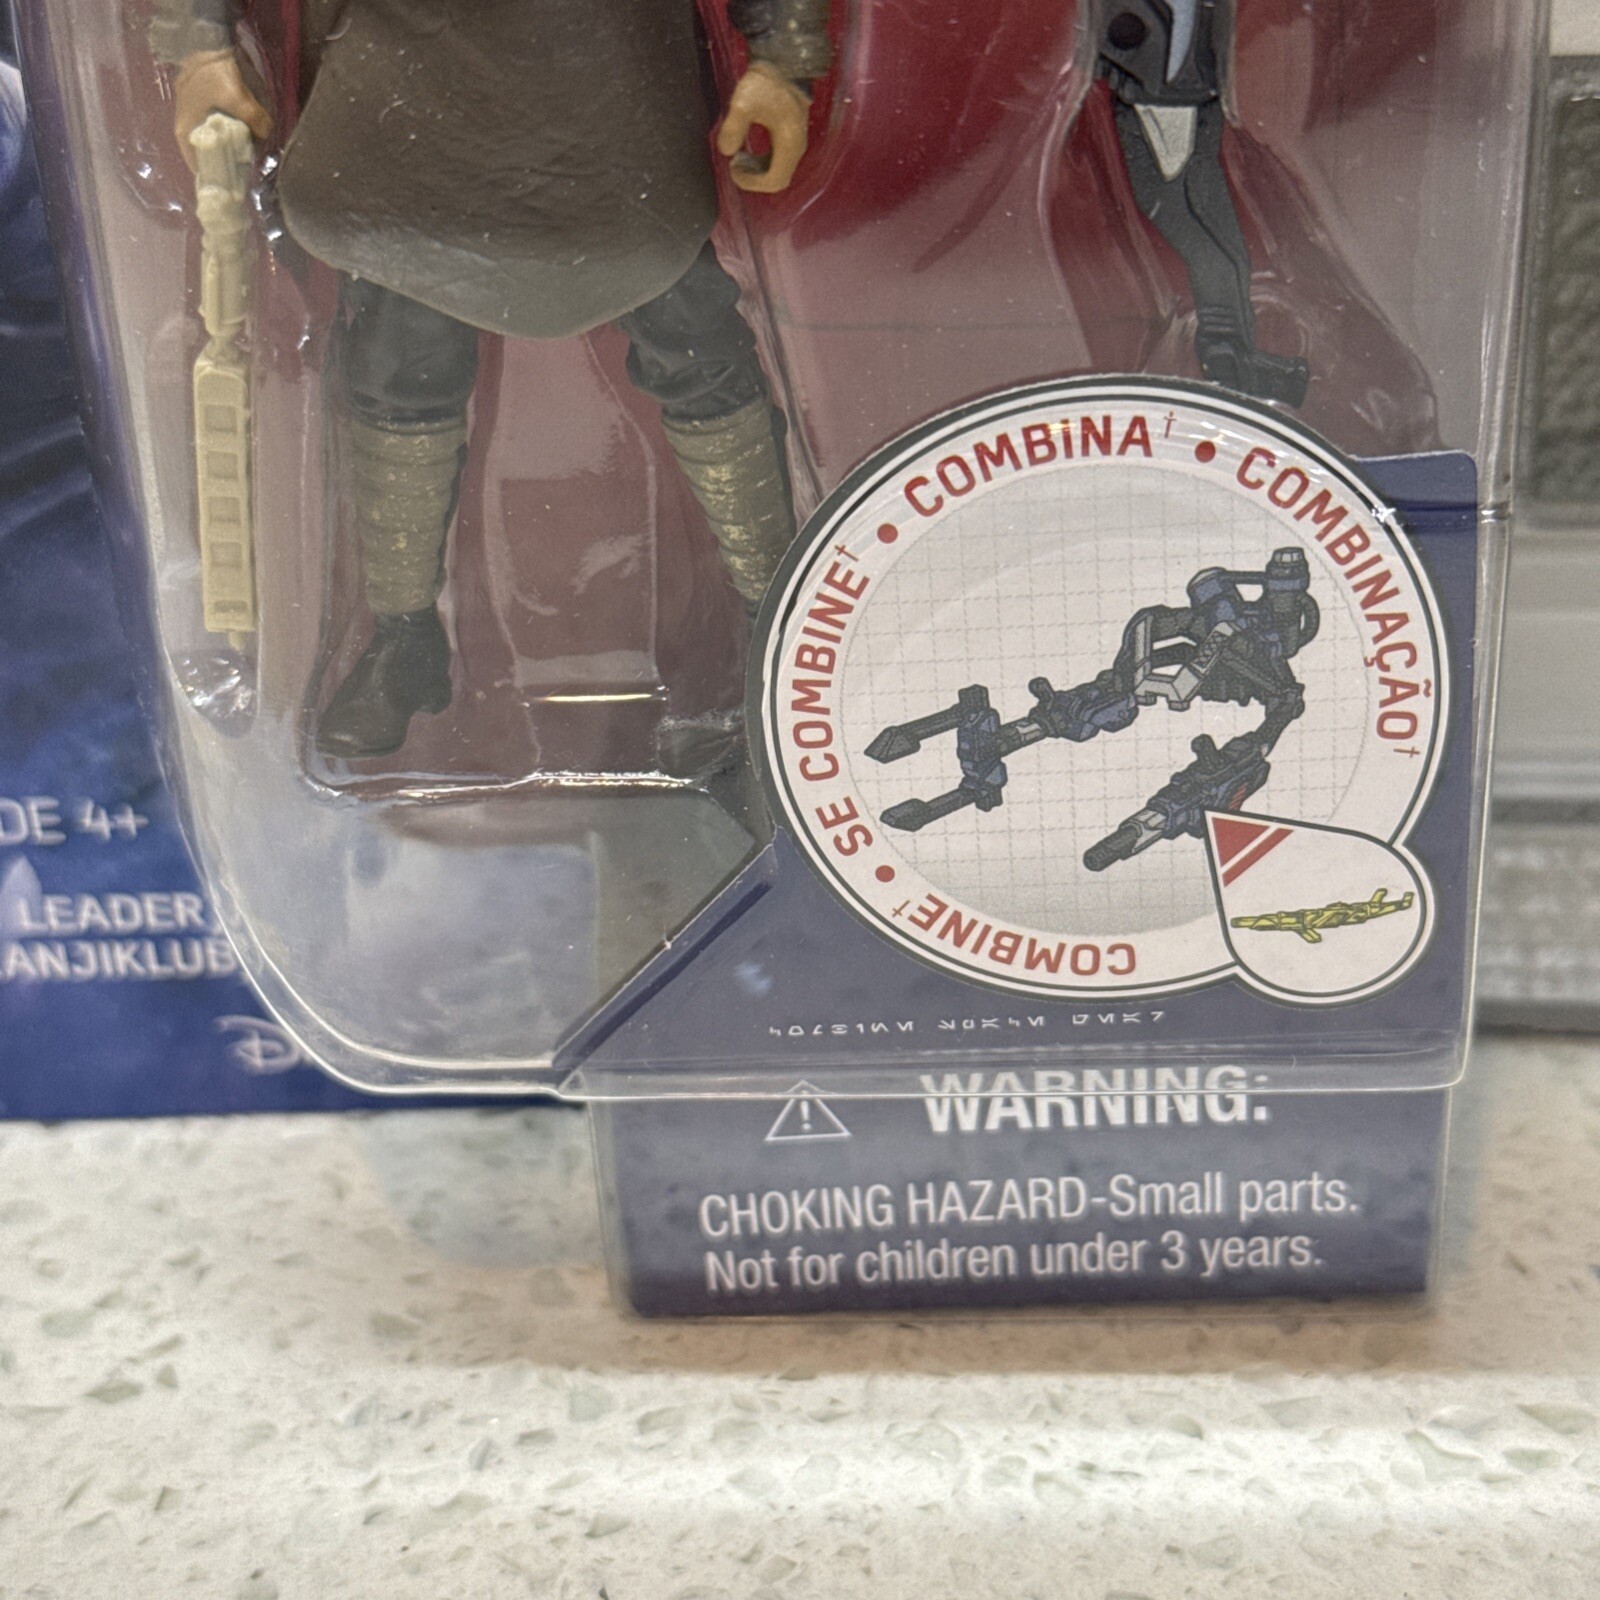 DE 4+
LEADER
ANJIKLUB
COMBINE† • SE COMBINE† • COMBINA† • COMBINAÇÃO†
WARNING:
CHOKING HAZARD-Small parts.
Not for children under 3 years.